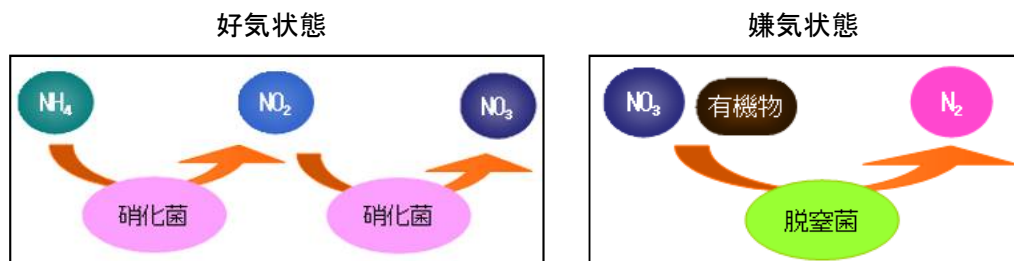 好気状態
NH₄
NO₂
NO₃
硝化菌
硝化菌
嫌気状態
NO₃
有機物
N₂
脱窒菌